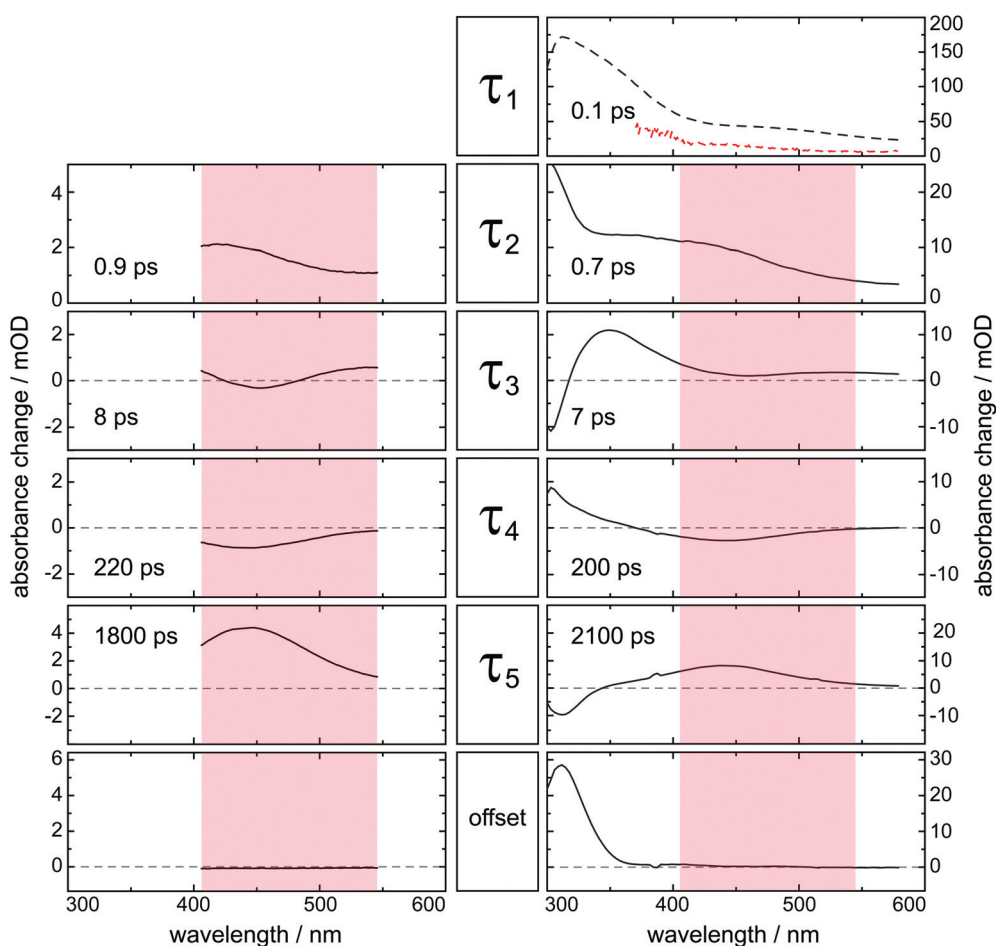 τ1
200
150
100
50
0
0.1 ps
4
2
0
0.9 ps
τ2
20
10
0
0.7 ps
2
0
-2
8 ps
τ3
10
0
-10
7 ps
2
0
-2
220 ps
τ4
10
0
-10
200 ps
4
2
0
-2
1800 ps
τ5
20
10
0
-10
2100 ps
6
4
2
0
offset
30
20
10
0
absorbance change / mOD
absorbance change / mOD
300 400 500 600
300 400 500 600
wavelength / nm
wavelength / nm